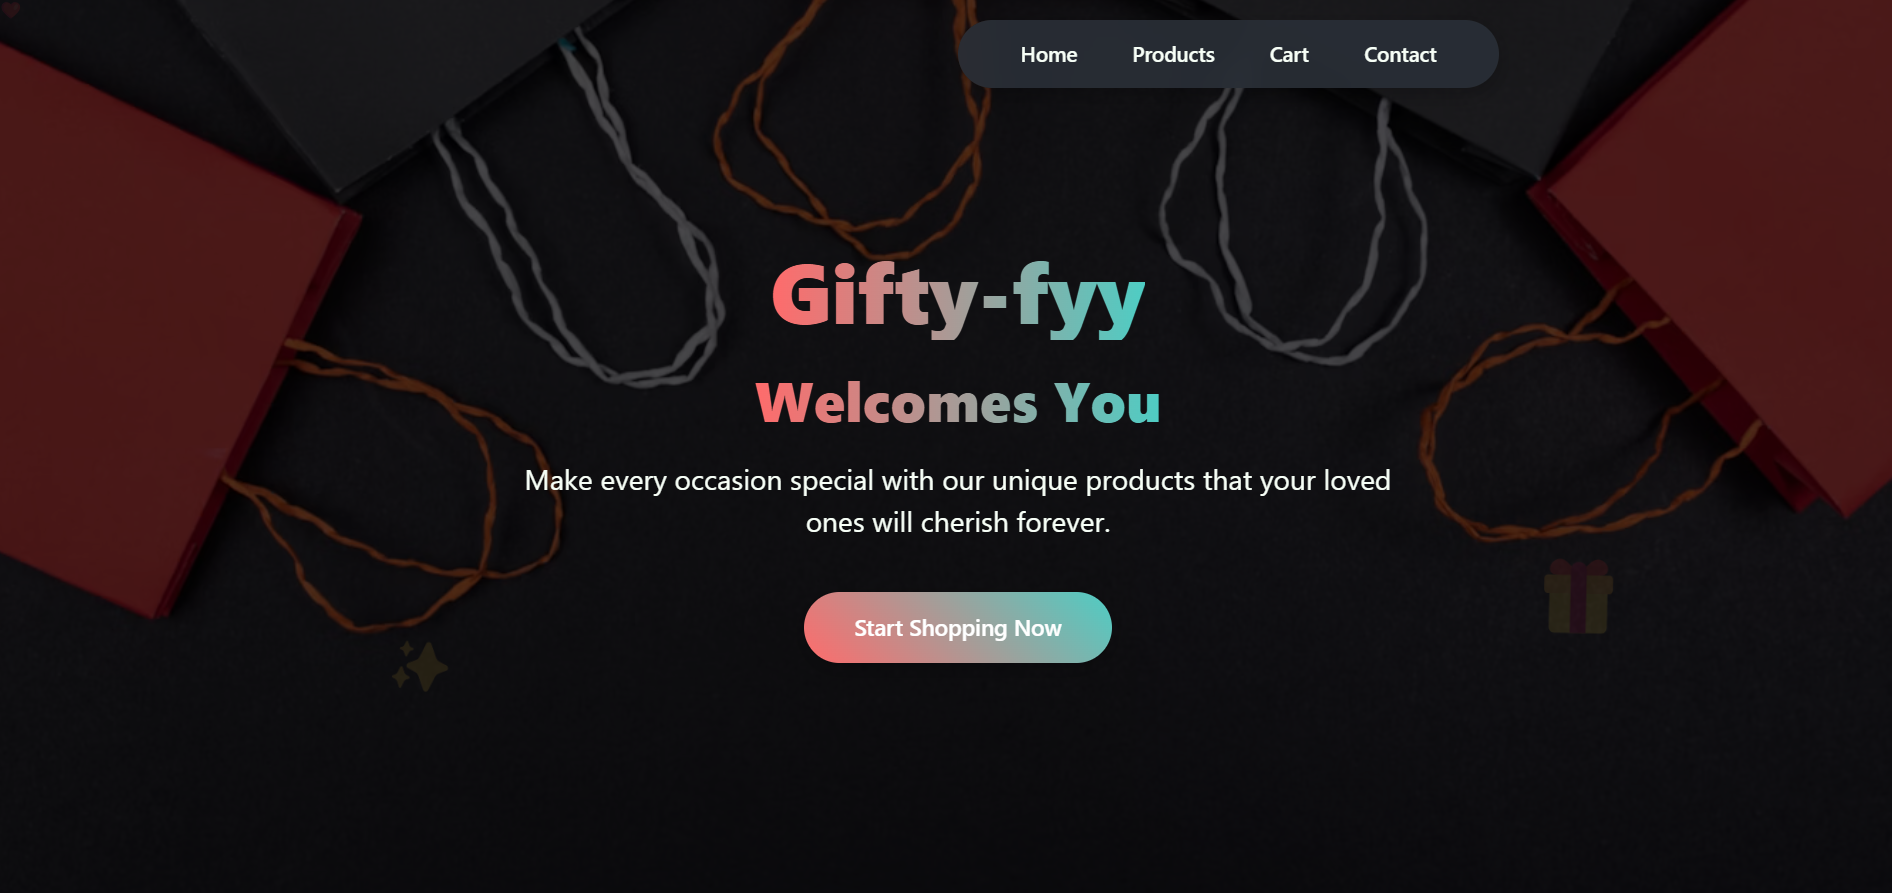 Home Products Cart Contact
Gifty-fyy
Welcomes You
Make every occasion special with our unique products that your loved
ones will cherish forever.
Start Shopping Now